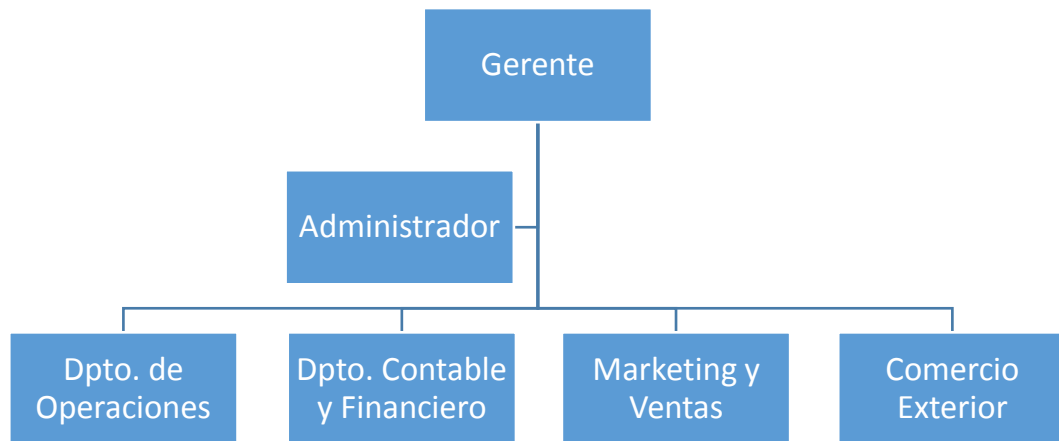 Gerente
Administrador
Dpto. de
Operaciones
Dpto. Contable
y Financiero
Marketing y
Ventas
Comercio
Exterior